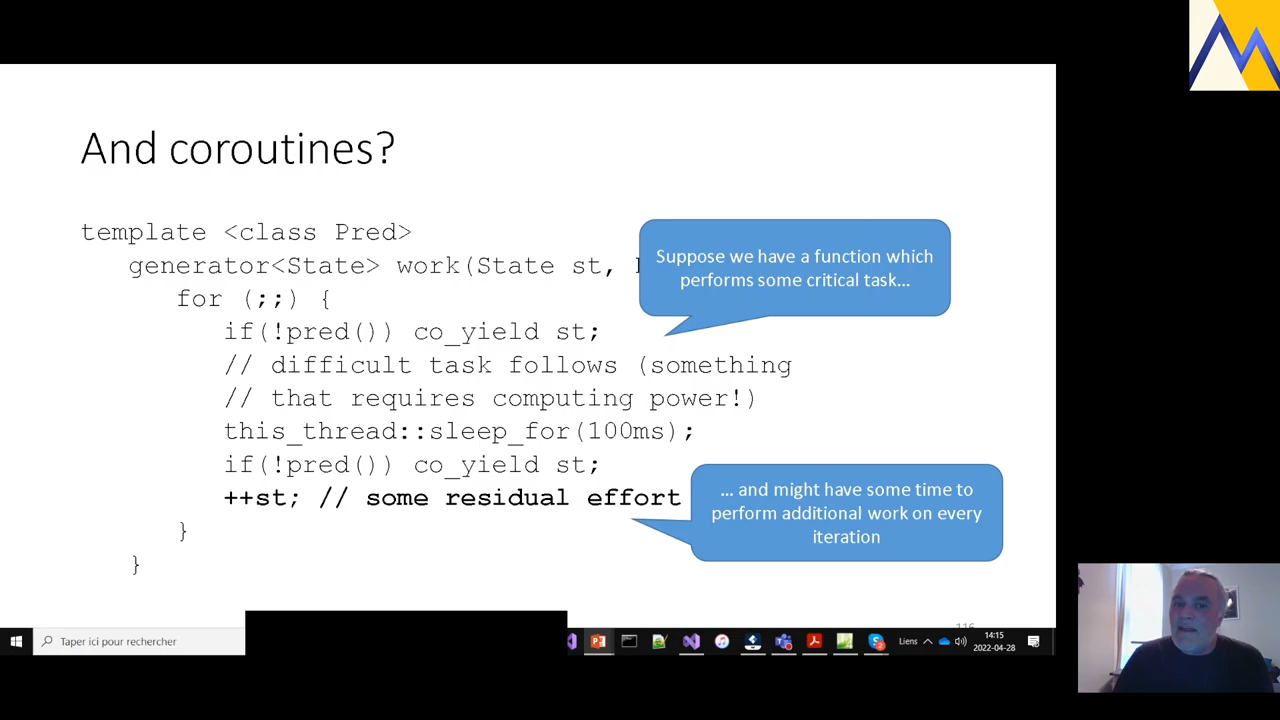 And coroutines?
template <class Pred>
generator<State> work(State st,
for (;;) {
if(!pred()) co_yield st;
// difficult task follows (something
// that requires computing power!)
this_thread::sleep_for(100ms);
if(!pred()) co_yield st;
++st; // some residual effort
}
}
Suppose we have a function which
performs some critical task...
... and might have some time to
perform additional work on every
iteration
116
Taper ici pour rechercher
Liens
14:15
2022-04-28